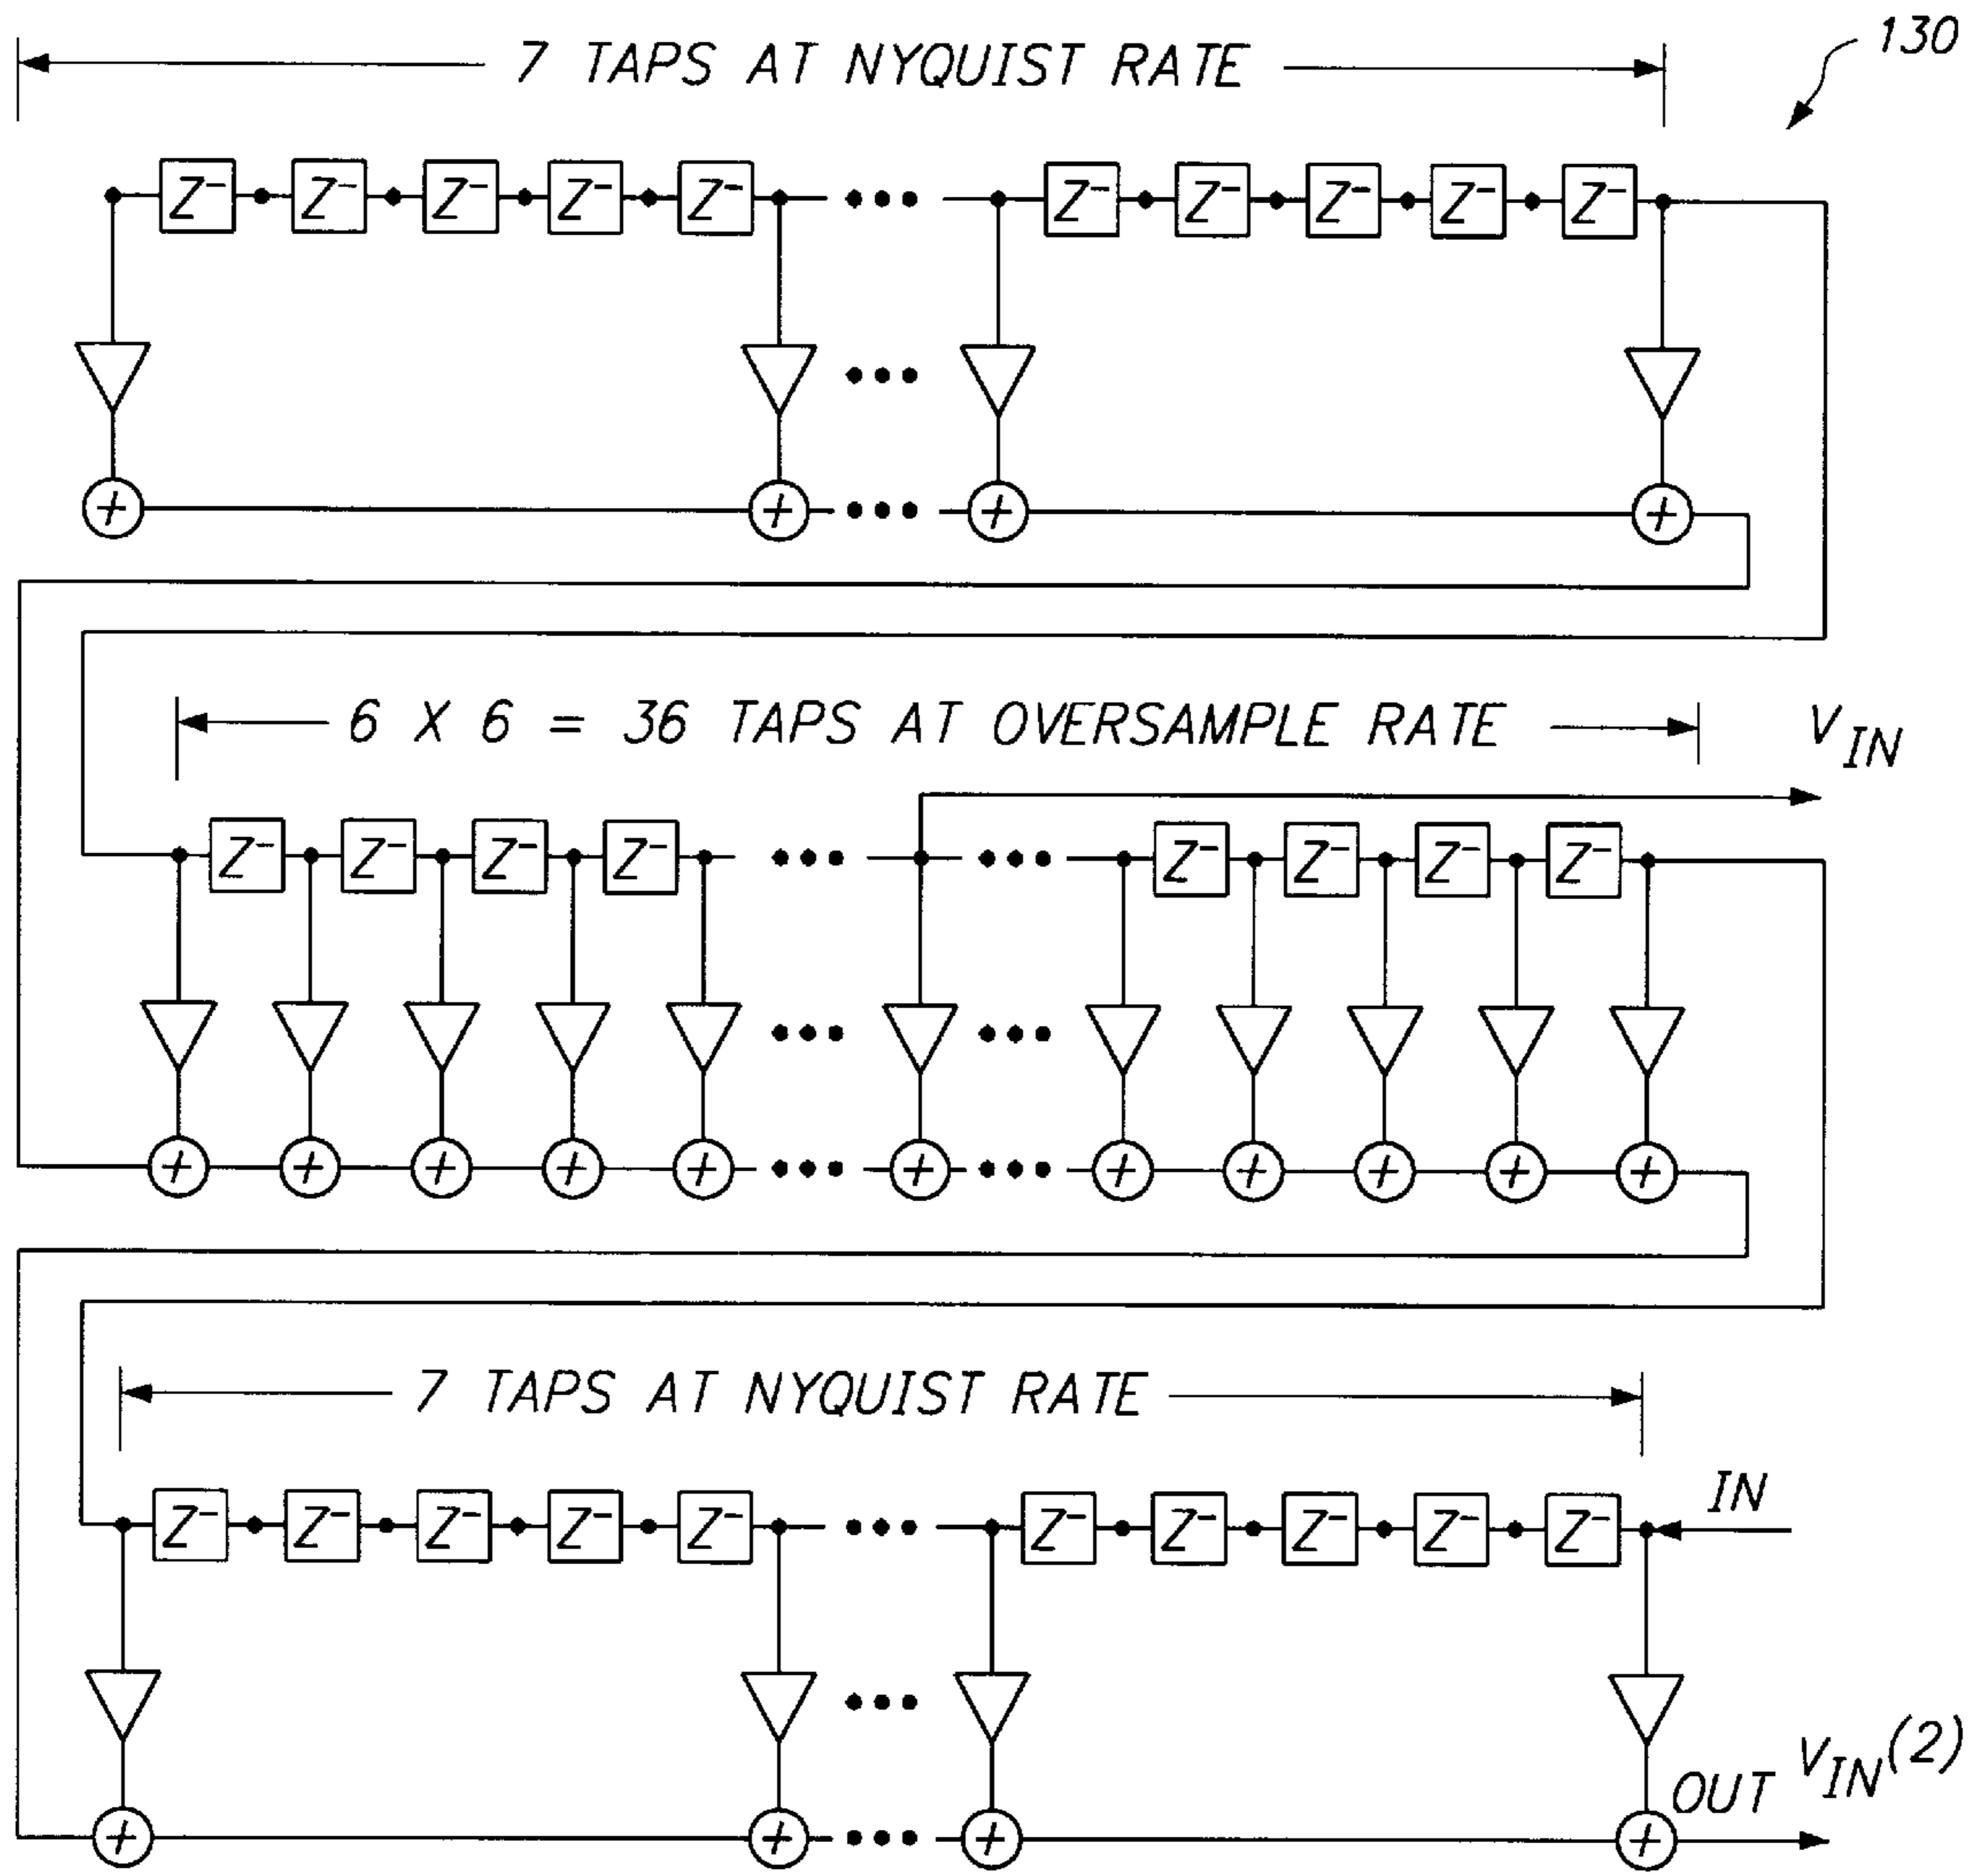 7 TAPS AT NYQUIST RATE
130
Z⁻ Z⁻ Z⁻ Z⁻ Z⁻ Z⁻ Z⁻ Z⁻ Z⁻ Z⁻
+ + + +
6 X 6 = 36 TAPS AT OVERSAMPLE RATE
V_IN
Z⁻ Z⁻ Z⁻ Z⁻ Z⁻ Z⁻ Z⁻ Z⁻
+ + + + + + + + + + +
7 TAPS AT NYQUIST RATE
IN
Z⁻ Z⁻ Z⁻ Z⁻ Z⁻ Z⁻ Z⁻ Z⁻ Z⁻ Z⁻
OUT V_IN(2)
+ + + +